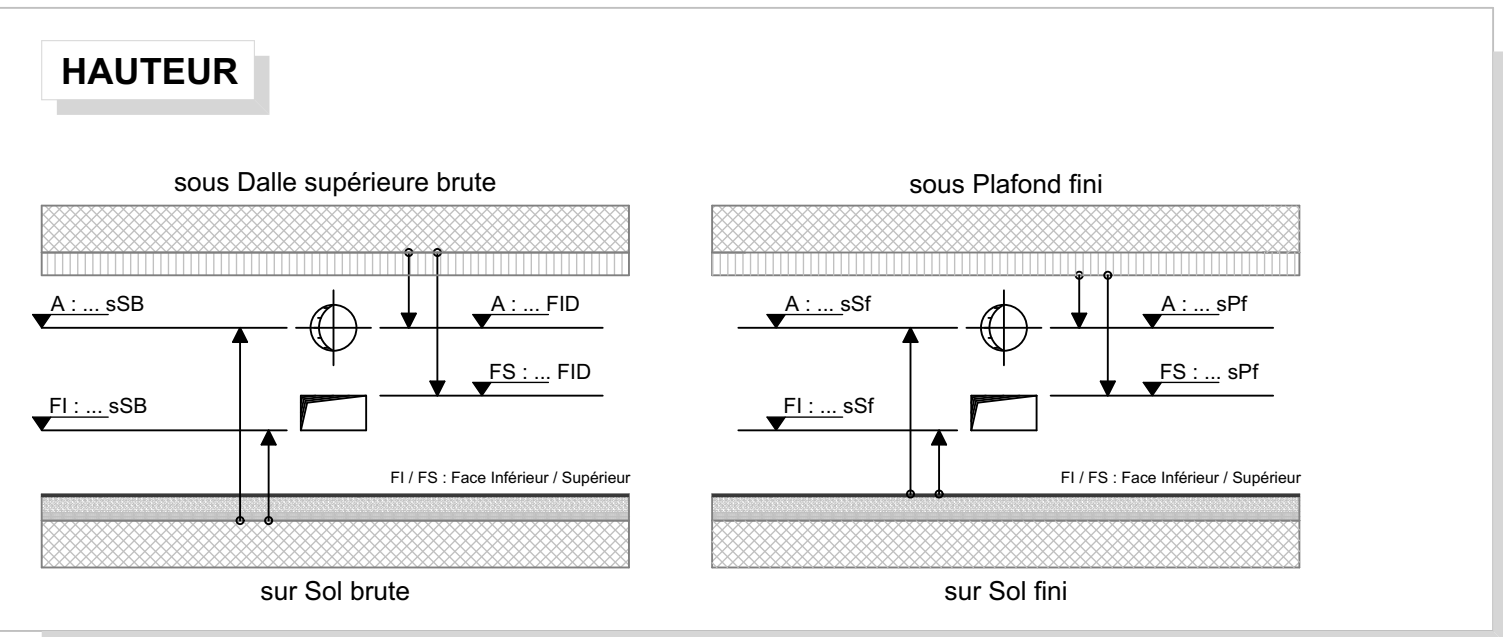 HAUTEUR
sous Dalle supérieure brute
A : ... sSB
A : ... FID
FS : ... FID
FI : ... sSB
FI / FS : Face Inférieur / Supérieur
sur Sol brute
sous Plafond fini
A : ... sSf
A : ... sPf
FS : ... sPf
FI : ... sSf
FI / FS : Face Inférieur / Supérieur
sur Sol fini